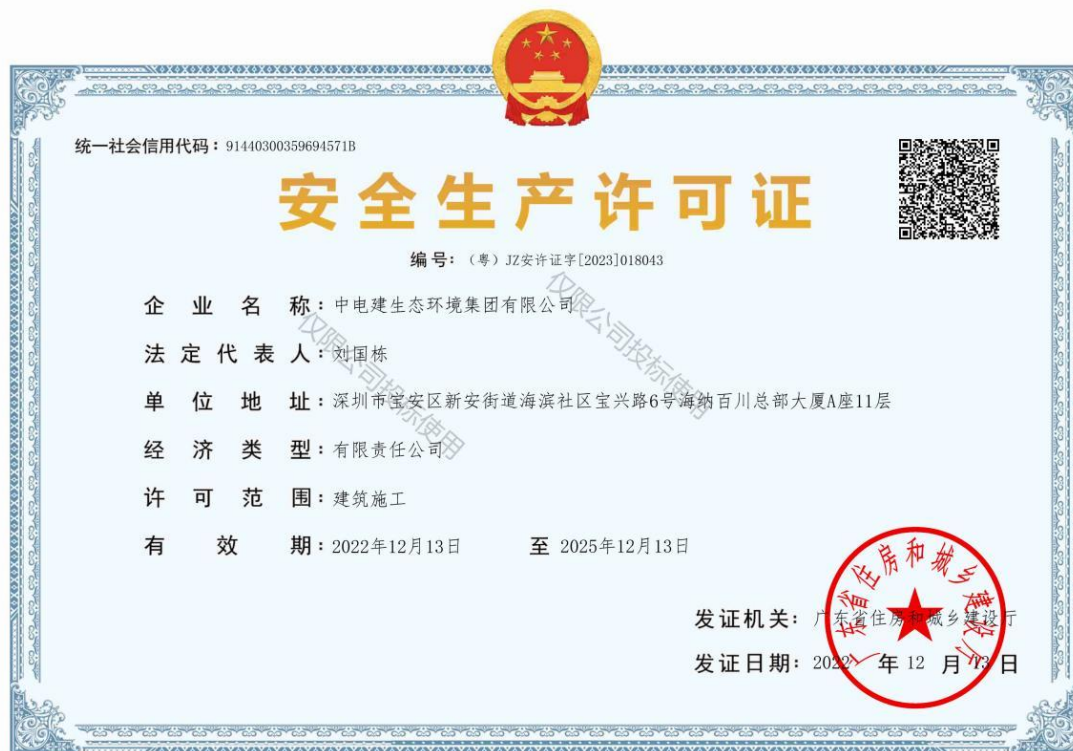 统一社会信用代码：91440300359694571B
安全生产许可证
编号：（粤）JZ安许证字[2023]018043
企业名称：中电建生态环境集团有限公司
法定代表人：刘国栋
单位地址：深圳市宝安区新安街道海滨社区宝兴路6号海纳百川总部大厦A座11层
经济类型：有限责任公司
许可范围：建筑施工
有效期：2022年12月13日 至 2025年12月13日
发证机关：广东省住房和城乡建设厅
发证日期：2022 年 12 月 13 日
广东省住房和城乡建设厅
仅限公司投标使用
仅限公司投标使用